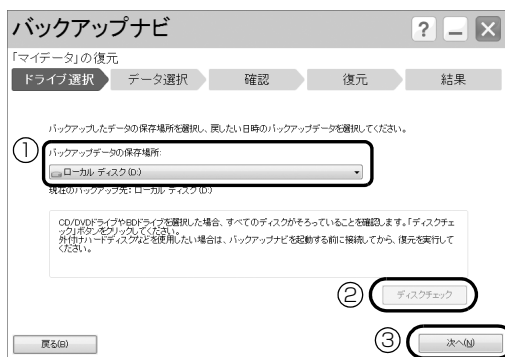 バックアップナビ
? – X
「マイデータ」の復元
ドライブ選択 データ選択 確認 復元 結果
バックアップしたデータの保存場所を選択し、戻したい日時のバックアップデータを選択してください。
①
バックアップデータの保存場所:
ローカル ディスク (D:)
現在のバックアップ先: ローカル ディスク (D:)
CD/DVDドライブやBDドライブを選択した場合、すべてのディスクがそろっていることを確認します。「ディスクチェ
ック」ボタンをクリックしてください。
外付けハードディスクなどを使用したい場合は、バックアップナビを起動する前に接続してから、復元を実行して
ください。
② ディスクチェック
戻る(B) ③ 次へ(N)